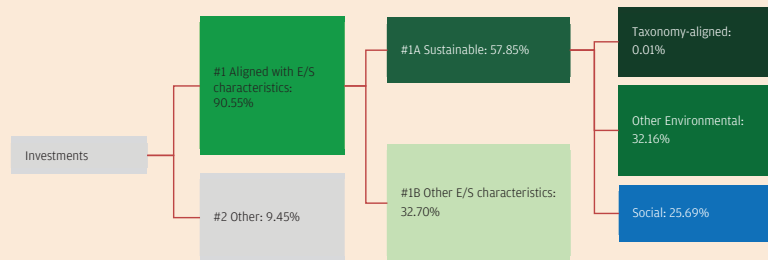 Investments
#1 Aligned with E/S
characteristics:
90.55%
#2 Other: 9.45%
#1A Sustainable: 57.85%
#1B Other E/S characteristics:
32.70%
Taxonomy-aligned:
0.01%
Other Environmental:
32.16%
Social: 25.69%